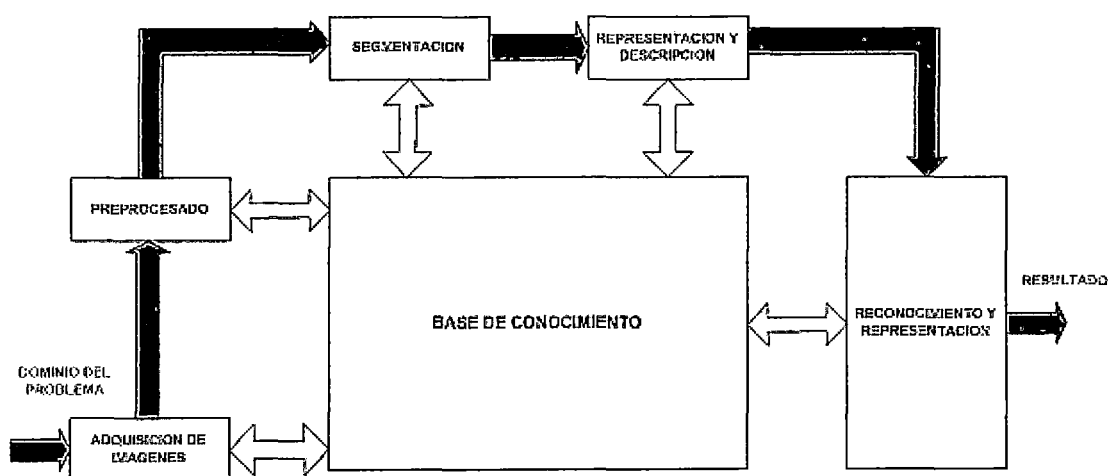 SEGMENTACION
REPRESENTACION Y
DESCRIPCION
PREPROCESADO
BASE DE CONOCIMIENTO
RECONOCIMIENTO Y
REPRESENTACION
RESULTADO
DOMINIO DEL
PROBLEMA
ADQUISICION DE
IMAGENES